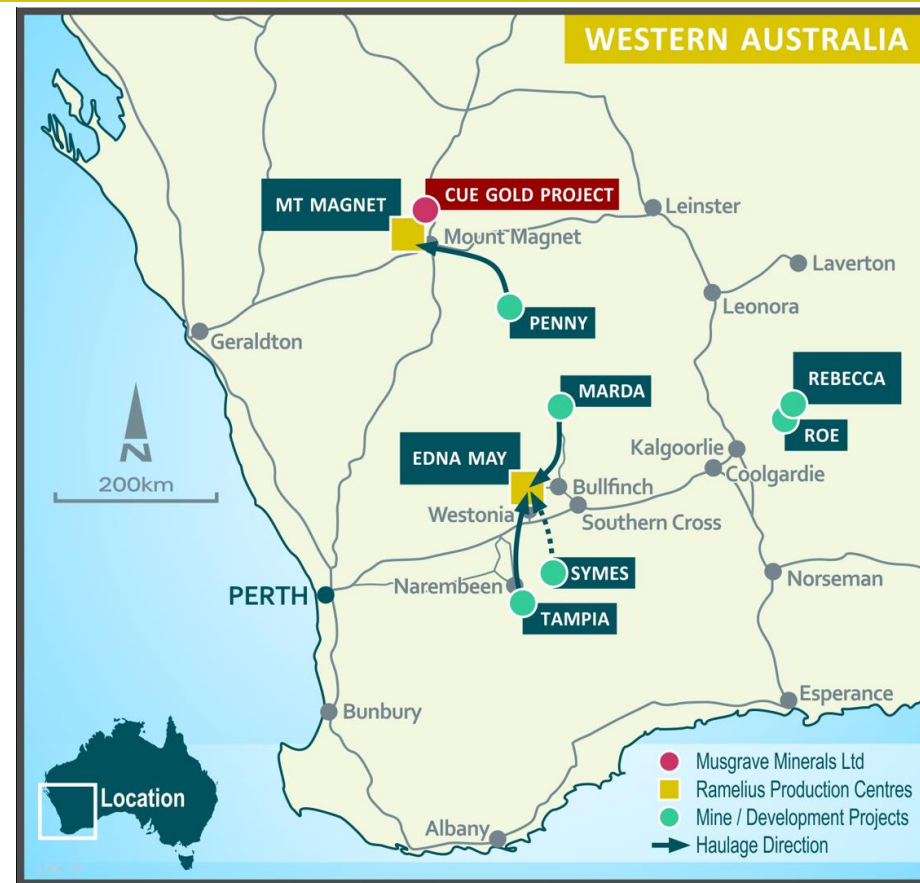 WESTERN AUSTRALIA
MT MAGNET
CUE GOLD PROJECT
Leinster
Mount Magnet
Laverton
Leonora
PENNY
Geraldton
REBECCA
MARDA
ROE
N
200km
EDNA MAY
Kalgoorlie
Coolgardie
Bullfinch
Westonia
Southern Cross
SYMES
Norseman
Narembeen
PERTH
TAMPIA
Esperance
Bunbury
Musgrave Minerals Ltd
Ramelius Production Centres
Location
Mine / Development Projects
Albany
Haulage Direction